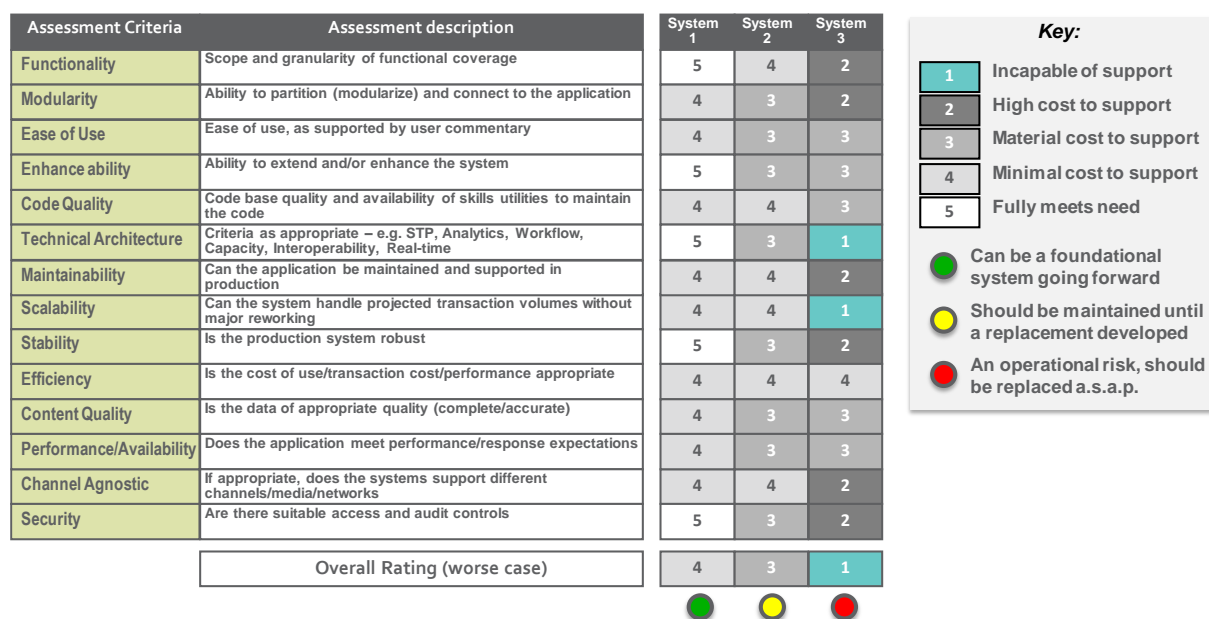 Assessment Criteria Assessment description System 1 System 2 System 3
Functionality Scope and granularity of functional coverage 5 4 2
Modularity Ability to partition (modularize) and connect to the application 4 3 2
Ease of Use Ease of use, as supported by user commentary 4 3 3
Enhance ability Ability to extend and/or enhance the system 5 3 3
Code Quality Code base quality and availability of skills utilities to maintain
the code 4 4 3
Technical Architecture Criteria as appropriate – e.g. STP, Analytics, Workflow,
Capacity, Interoperability, Real-time 5 3 1
Maintainability Can the application be maintained and supported in
production 4 4 2
Scalability Can the system handle projected transaction volumes without
major reworking 4 4 1
Stability Is the production system robust 5 3 2
Efficiency Is the cost of use/transaction cost/performance appropriate 4 4 4
Content Quality Is the data of appropriate quality (complete/accurate) 4 3 3
Performance/Availability Does the application meet performance/response expectations 4 3 3
Channel Agnostic If appropriate, does the systems support different
channels/media/networks 4 4 2
Security Are there suitable access and audit controls 5 3 2
Overall Rating (worse case) 4 3 1
Key:
1 Incapable of support
2 High cost to support
3 Material cost to support
4 Minimal cost to support
5 Fully meets need
Can be a foundational
system going forward
Should be maintained until
a replacement developed
An operational risk, should
be replaced a.s.a.p.